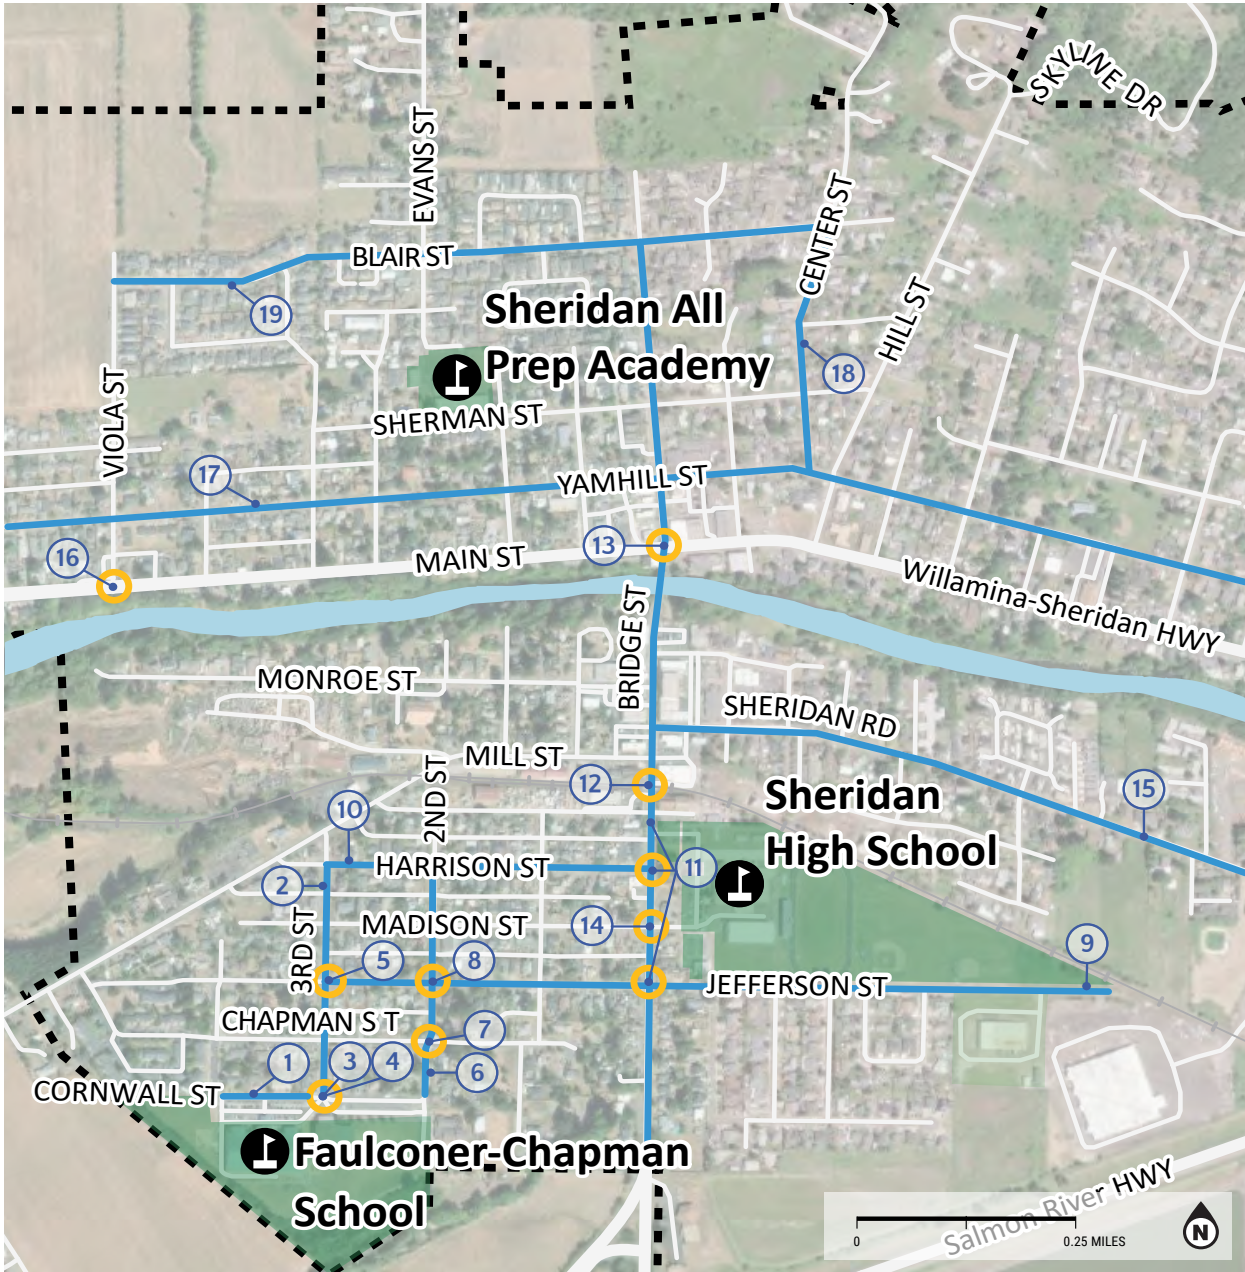 SKYLINE DR
EVANS ST
CENTER ST
BLAIR ST
HILL ST
19
Sheridan All
Prep Academy
18
VIOLA ST
SHERMAN ST
17
YAMHILL ST
16
13
MAIN ST
Willamina-Sheridan HWY
BRIDGE ST
MONROE ST
SHERIDAN RD
MILL ST
2ND ST
12
15
10
Sheridan
High School
HARRISON ST
11
2
3RD ST
MADISON ST
14
9
5
8
JEFFERSON ST
CHAPMAN S T
7
1
3
4
6
CORNWALL ST
Faulconer-Chapman
School
Salmon River HWY
0
0.25 MILES
N